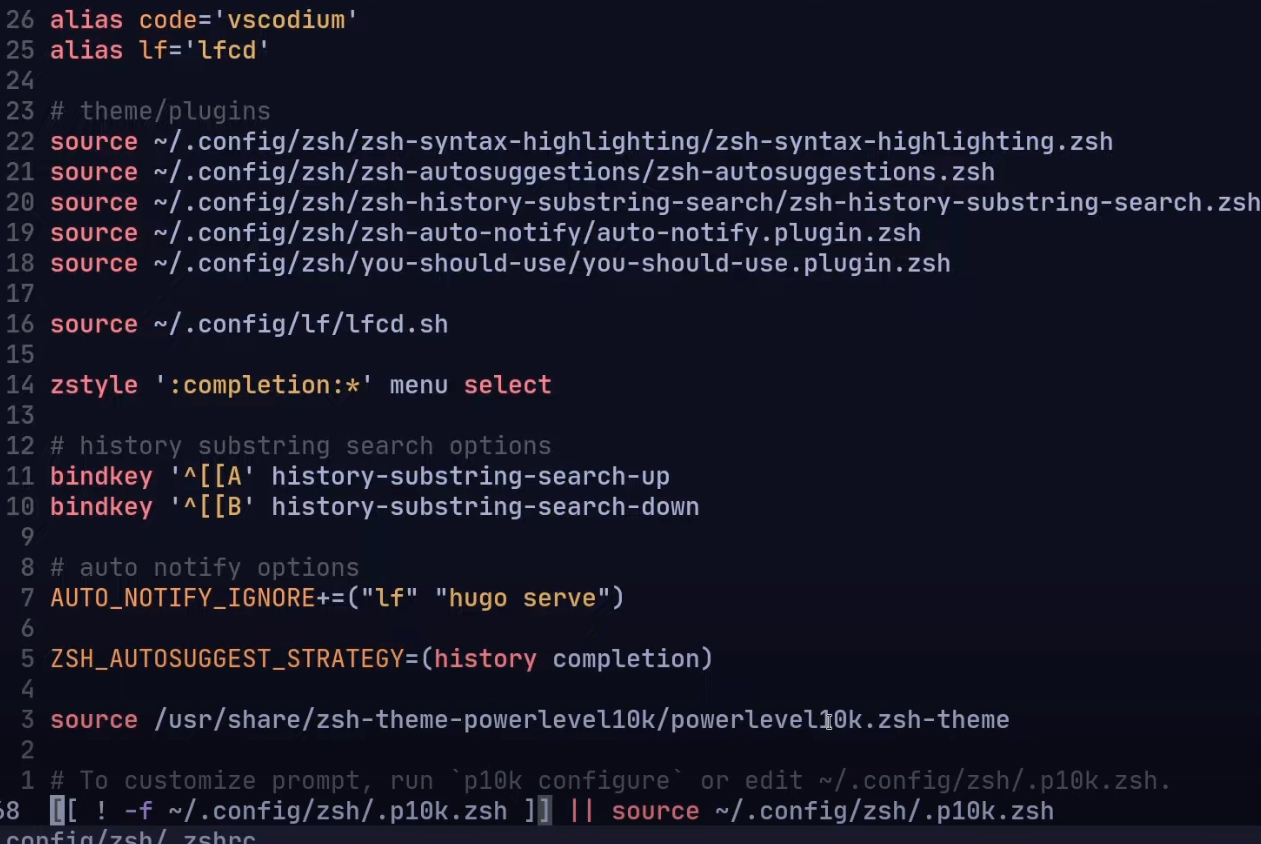 26 alias code='vscodium'
25 alias lf='lfcd'
24
23 # theme/plugins
22 source ~/.config/zsh/zsh-syntax-highlighting/zsh-syntax-highlighting.zsh
21 source ~/.config/zsh/zsh-autosuggestions/zsh-autosuggestions.zsh
20 source ~/.config/zsh/zsh-history-substring-search/zsh-history-substring-search.zsh
19 source ~/.config/zsh/zsh-auto-notify/auto-notify.plugin.zsh
18 source ~/.config/zsh/you-should-use/you-should-use.plugin.zsh
17
16 source ~/.config/lf/lfcd.sh
15
14 zstyle ':completion:*' menu select
13
12 # history substring search options
11 bindkey '^[[A' history-substring-search-up
10 bindkey '^[[B' history-substring-search-down
9
8 # auto notify options
7 AUTO_NOTIFY_IGNORE+=("lf" "hugo serve")
6
5 ZSH_AUTOSUGGEST_STRATEGY=(history completion)
4
3 source /usr/share/zsh-theme-powerlevel10k/powerlevel10k.zsh-theme
2
1 # To customize prompt, run `p10k configure` or edit ~/.config/zsh/.p10k.zsh.
68 [[ ! -f ~/.config/zsh/.p10k.zsh ]] || source ~/.config/zsh/.p10k.zsh
config/zsh/.zshrc